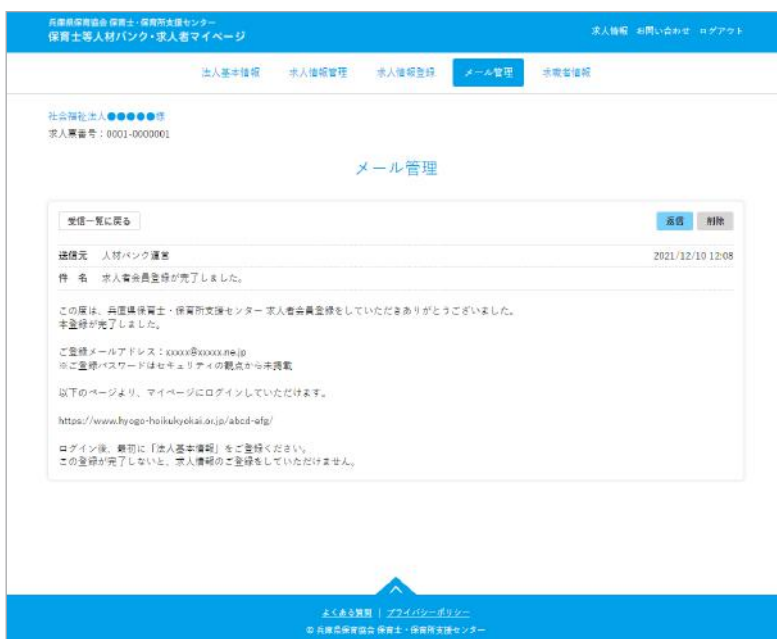 兵庫県保育協会 保育士・保育所支援センター
保育士等人材バンク・求人者マイページ
求人情報 お問い合わせ ログアウト
法人基本情報 求人情報管理 求人情報登録 メール管理 求職者情報
社会福祉法人●●●●●様
求人票番号：0001-0000001
メール管理
受信一覧に戻る 返信 削除
送信元 人材バンク運営 2021/12/10 12:08
件 名 求人者会員登録が完了しました。
この度は、兵庫県保育士・保育所支援センター 求人者会員登録をしていただきありがとうございました。
本登録が完了しました。
ご登録メールアドレス：xxxxx@xxxxx.ne.jp
※ご登録パスワードはセキュリティの観点から未掲載
以下のページより、マイページにログインしていただけます。
https://www.hyogo-hoikukyokai.or.jp/abcd-efg/
ログイン後、最初に「法人基本情報」をご登録ください。
この登録が完了しないと、求人情報のご登録をしていただけません。
よくある質問 | プライバシーポリシー
© 兵庫県保育協会 保育士・保育所支援センター